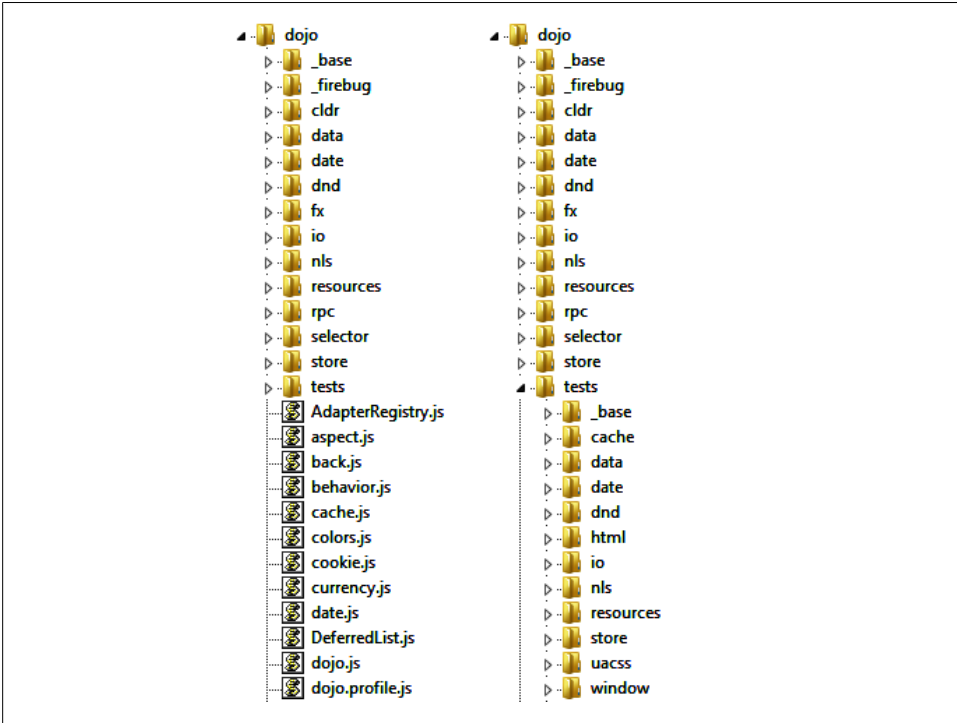 dojo
_base
_firebug
cldr
data
date
dnd
fx
io
nls
resources
rpc
selector
store
tests
AdapterRegistry.js
aspect.js
back.js
behavior.js
cache.js
colors.js
cookie.js
currency.js
date.js
DeferredList.js
dojo.js
dojo.profile.js
dojo
_base
_firebug
cldr
data
date
dnd
fx
io
nls
resources
rpc
selector
store
tests
_base
cache
data
date
dnd
html
io
nls
resources
store
uacss
window